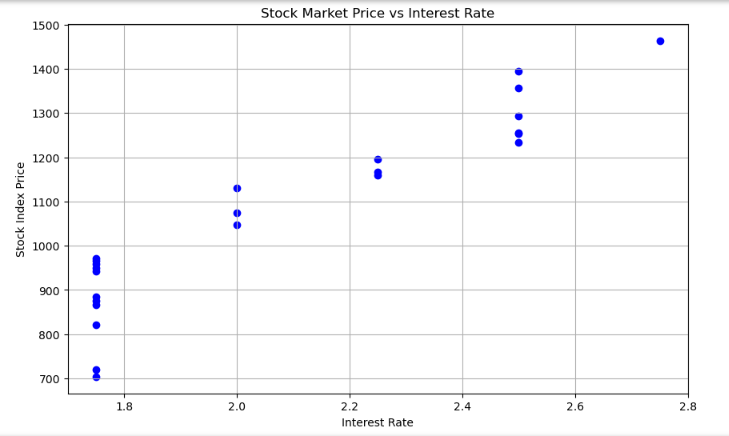 Stock Market Price vs Interest Rate
1500
1400
1300
1200
1100
1000
900
800
700
Stock Index Price
1.8 2.0 2.2 2.4 2.6 2.8
Interest Rate